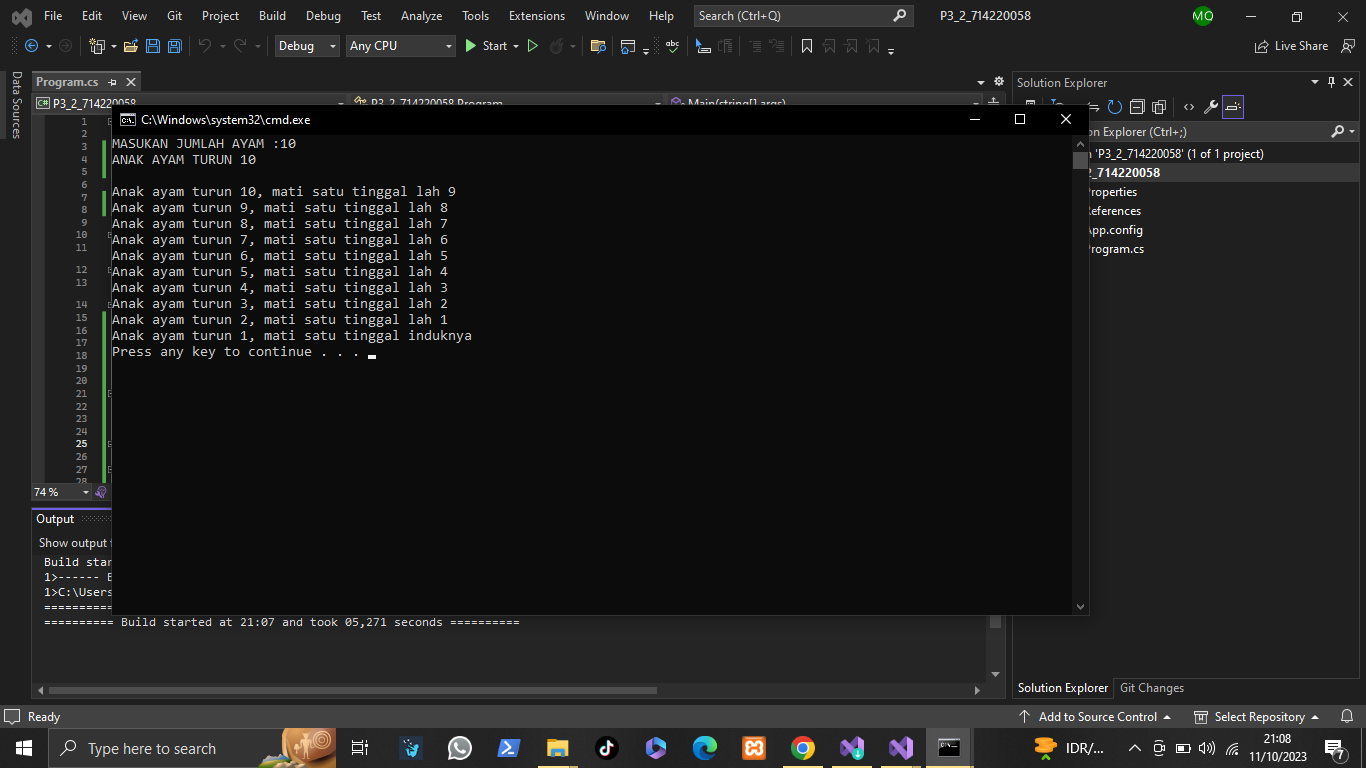 File Edit View Git Project Build Debug Test Analyze Tools Extensions Window Help Search (Ctrl+Q) P3_2_714220058 MO
Debug Any CPU Start Live Share
Data Sources
Program.cs
Solution Explorer
P3_2_714220058 P3_2_714220058.Program Main(string[] args)
C:\Windows\system32\cmd.exe
MASUKAN JUMLAH AYAM :10
ANAK AYAM TURUN 10
Anak ayam turun 10, mati satu tinggal lah 9
Anak ayam turun 9, mati satu tinggal lah 8
Anak ayam turun 8, mati satu tinggal lah 7
Anak ayam turun 7, mati satu tinggal lah 6
Anak ayam turun 6, mati satu tinggal lah 5
Anak ayam turun 5, mati satu tinggal lah 4
Anak ayam turun 4, mati satu tinggal lah 3
Anak ayam turun 3, mati satu tinggal lah 2
Anak ayam turun 2, mati satu tinggal lah 1
Anak ayam turun 1, mati satu tinggal induknya
Press any key to continue . . .
1
2
3
4
5
6
7
8
9
10
11
12
13
14
15
16
17
18
19
20
21
22
23
24
25
26
27
28
74 %
Explorer (Ctrl+;)
'P3_2_714220058' (1 of 1 project)
2_714220058
roperties
eferences
pp.config
rogram.cs
Output
Show output
Build star
1>------
1>C:\Users
==========
========== Build started at 21:07 and took 05,271 seconds ==========
Solution Explorer Git Changes
Ready Add to Source Control Select Repository
Type here to search IDR/... 21:08
11/10/2023 7